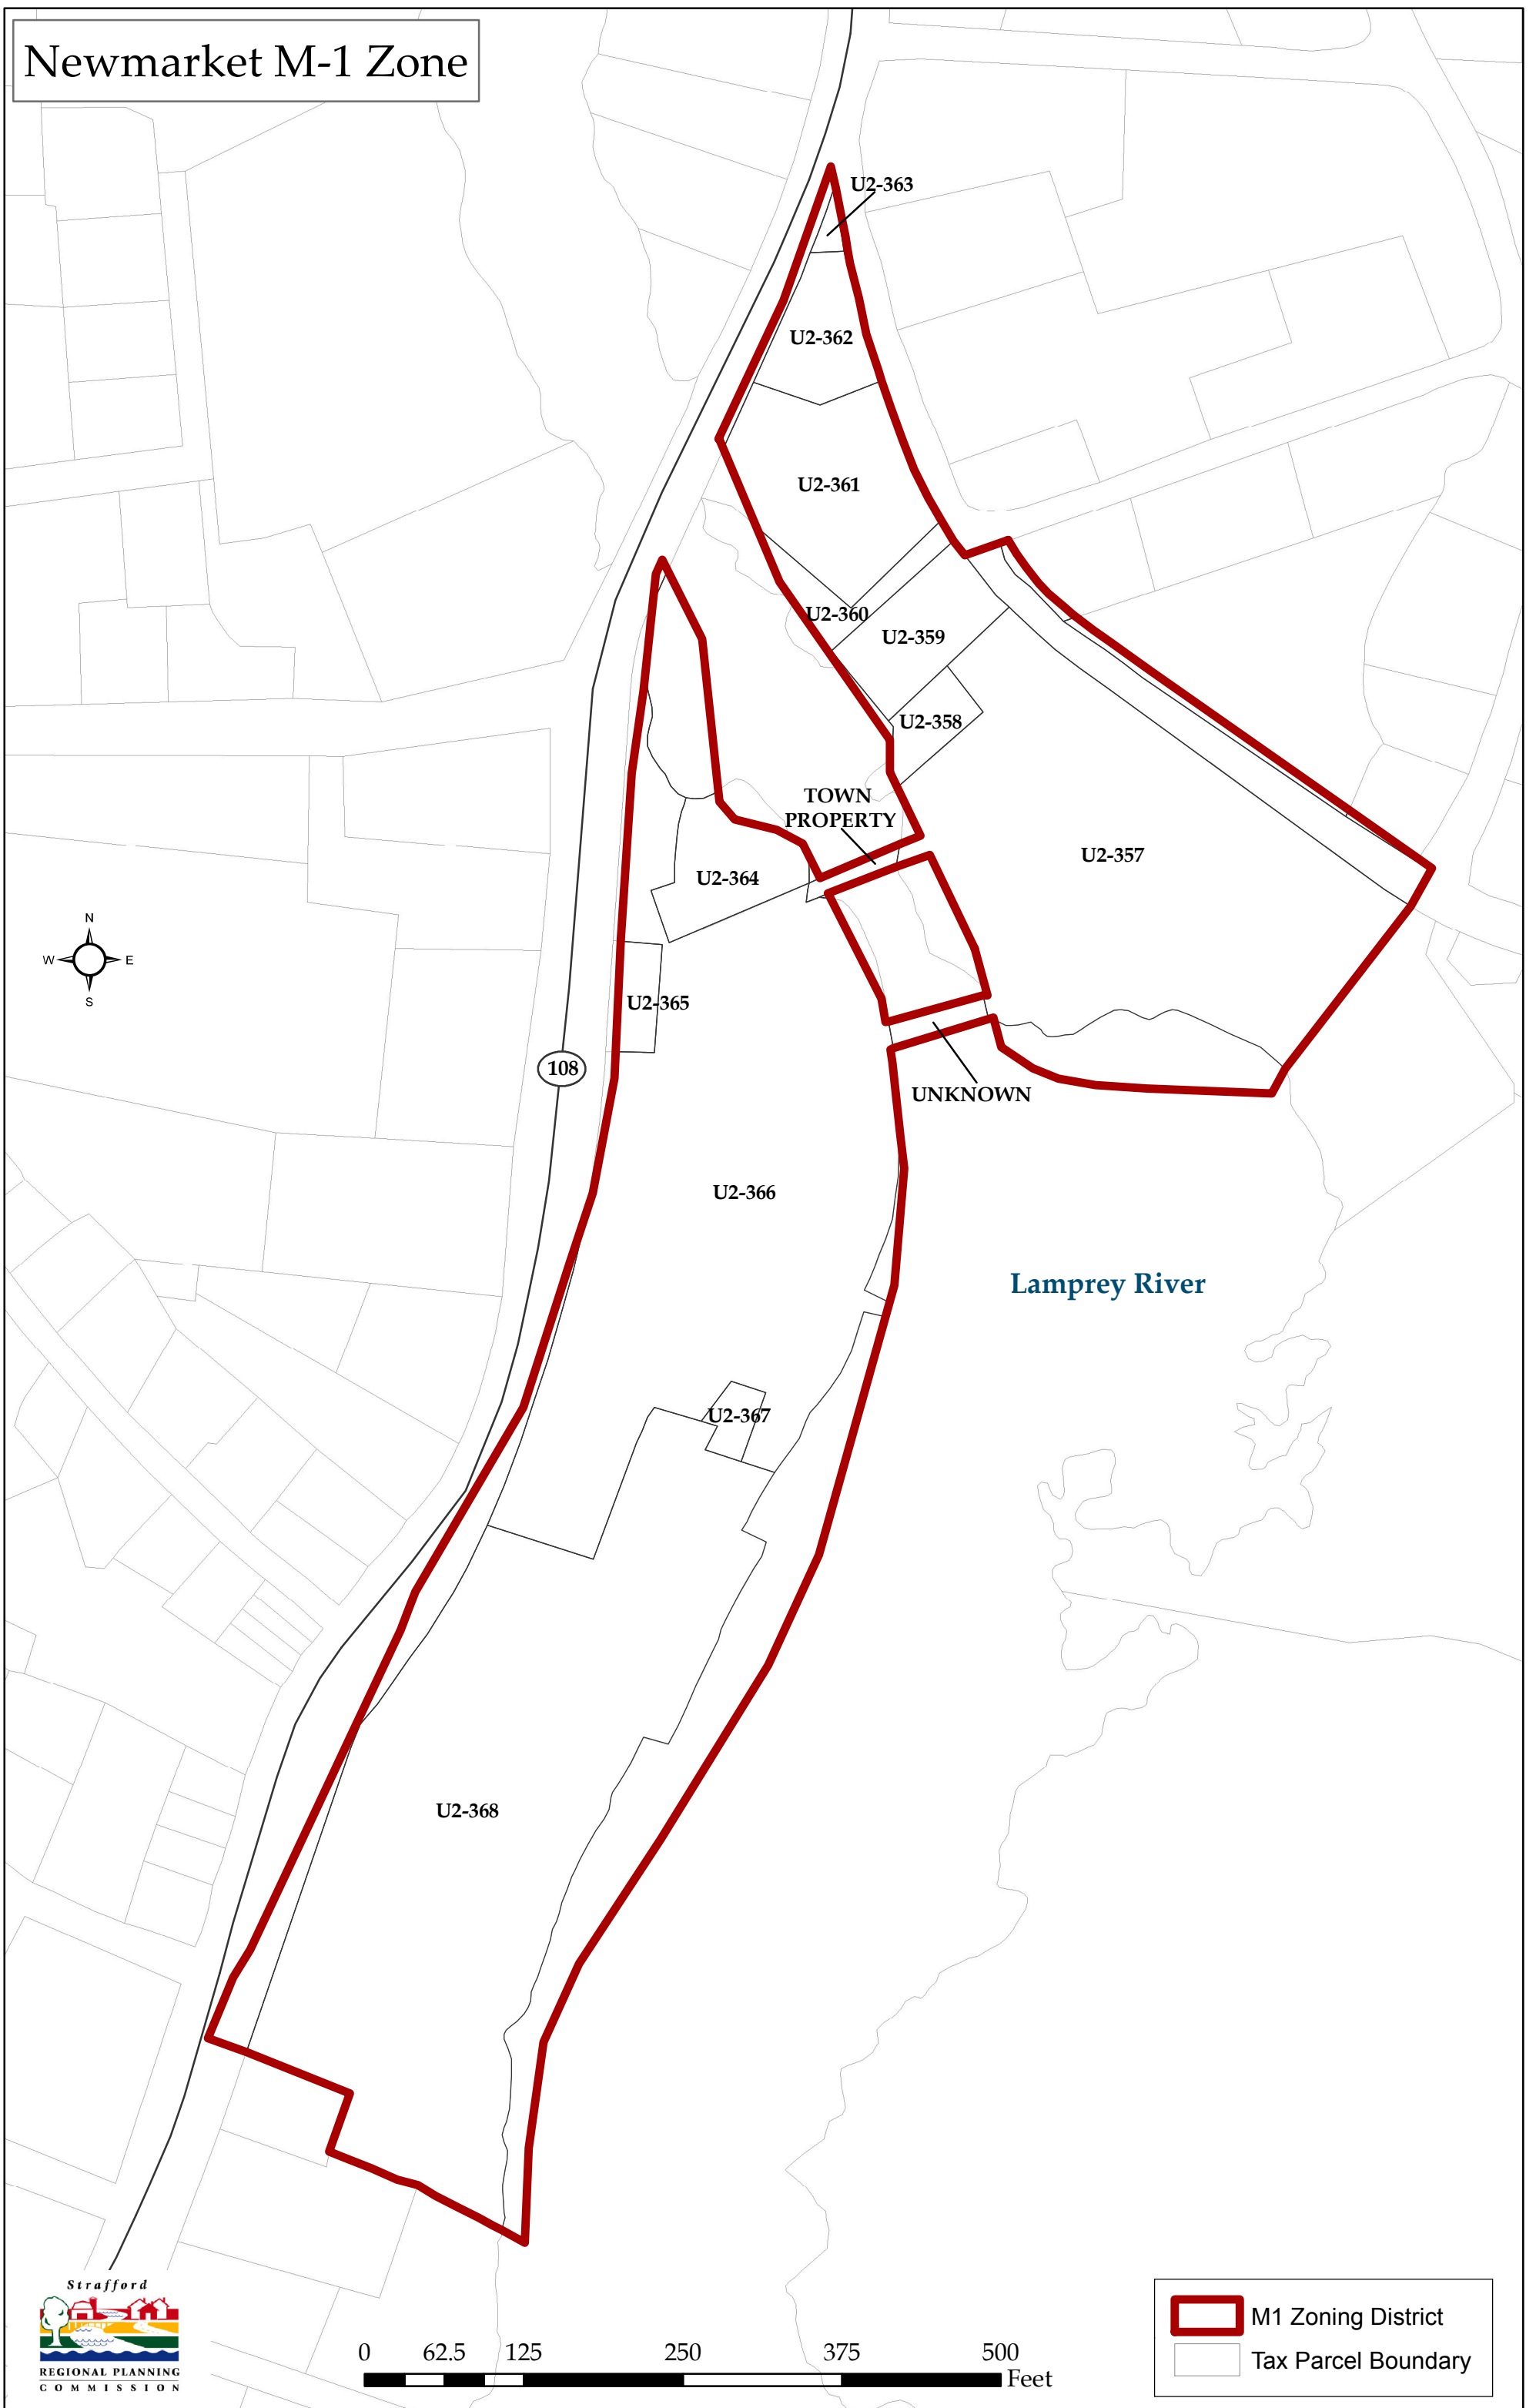 Newmarket M-1 Zone
U2-363
U2-362
U2-361
U2-360
U2-359
U2-358
TOWN
PROPERTY
U2-357
U2-364
N
W E
S
U2-365
108
UNKNOWN
U2-366
Lamprey River
U2-367
U2-368
Strafford
REGIONAL PLANNING
COMMISSION
0 62.5 125 250 375 500
Feet
M1 Zoning District
Tax Parcel Boundary